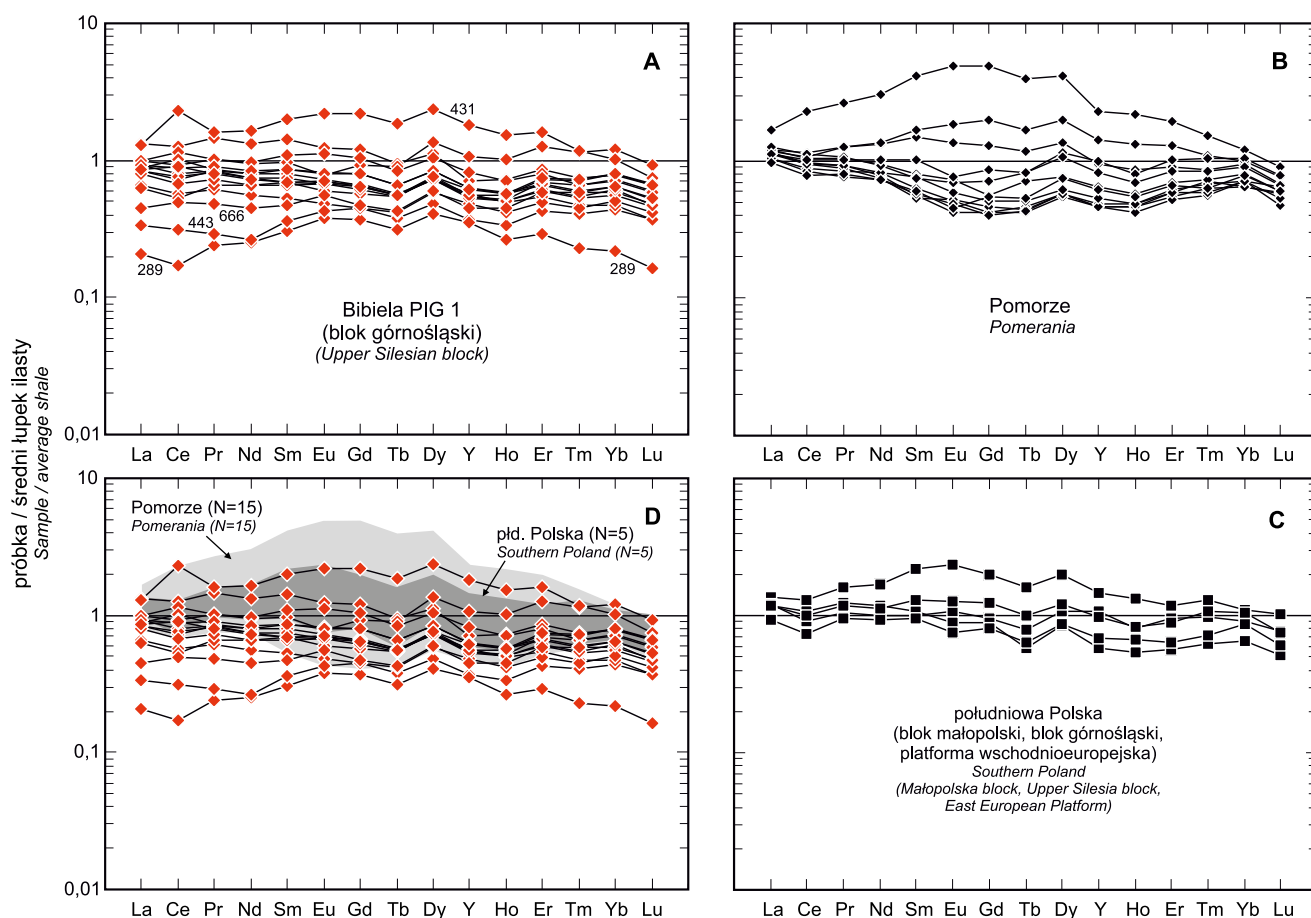 10
1
0,1
0,01
A
431
443
666
289
289
Bibiela PIG 1
(blok górnośląski)
(Upper Silesian block)
La Ce Pr Nd Sm Eu Gd Tb Dy Y Ho Er Tm Yb Lu
B
Pomorze
Pomerania
La Ce Pr Nd Sm Eu Gd Tb Dy Y Ho Er Tm Yb Lu
próbka / średni łupek ilasty
Sample / average shale
10
1
0,1
0,01
D
Pomorze (N=15)
Pomerania (N=15)
płd. Polska (N=5)
Southern Poland (N=5)
La Ce Pr Nd Sm Eu Gd Tb Dy Y Ho Er Tm Yb Lu
C
południowa Polska
(blok małopolski, blok górnośląski,
platforma wschodnioeuropejska)
Southern Poland
(Małopolska block, Upper Silesia block,
East European Platform)
La Ce Pr Nd Sm Eu Gd Tb Dy Y Ho Er Tm Yb Lu